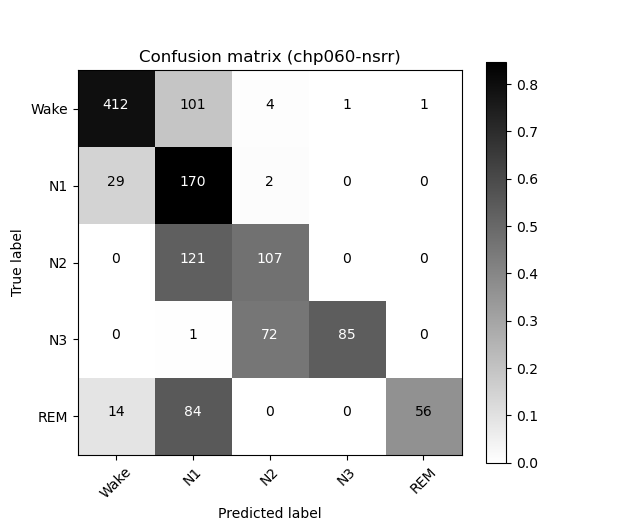 Confusion matrix (chp060-nsrr)
Wake 412 101 4 1 1
N1 29 170 2 0 0
N2 0 121 107 0 0
N3 0 1 72 85 0
REM 14 84 0 0 56
Wake N1 N2 N3 REM
Predicted label
True label
0.8
0.7
0.6
0.5
0.4
0.3
0.2
0.1
0.0